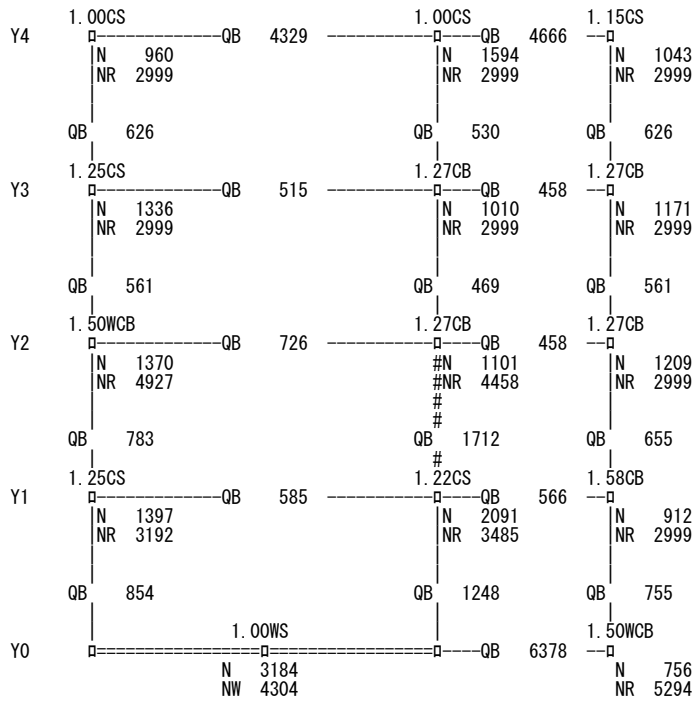 1.00CS 1.00CS 1.15CS
Y4 QB 4329 QB 4666
N 960 N 1594 N 1043
NR 2999 NR 2999 NR 2999
QB 626 QB 530 QB 626
1.25CS 1.27CB 1.27CB
Y3 QB 515 QB 458
N 1336 N 1010 N 1171
NR 2999 NR 2999 NR 2999
QB 561 QB 469 QB 561
1.50WCB 1.27CB 1.27CB
Y2 QB 726 QB 458
N 1370 #N 1101 N 1209
NR 4927 #NR 4458 NR 2999
#
#
QB 783 QB 1712 QB 655
#
1.25CS 1.22CS 1.58CB
Y1 QB 585 QB 566
N 1397 N 2091 N 912
NR 3192 NR 3485 NR 2999
QB 854 QB 1248 QB 755
1.00WS 1.50WCB
Y0 QB 6378
N 3184 N 756
NW 4304 NR 5294